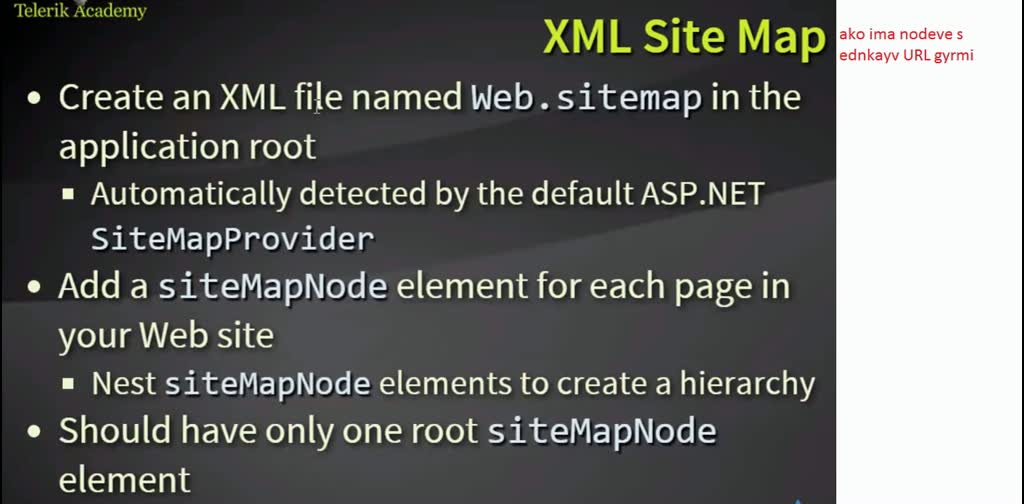 Telerik Academy
XML Site Map
ako ima nodeve s
ednkayv URL gyrmi
• Create an XML file named Web.sitemap in the
application root
▪ Automatically detected by the default ASP.NET
SiteMapProvider
• Add a siteMapNode element for each page in
your Web site
▪ Nest siteMapNode elements to create a hierarchy
• Should have only one root siteMapNode
element